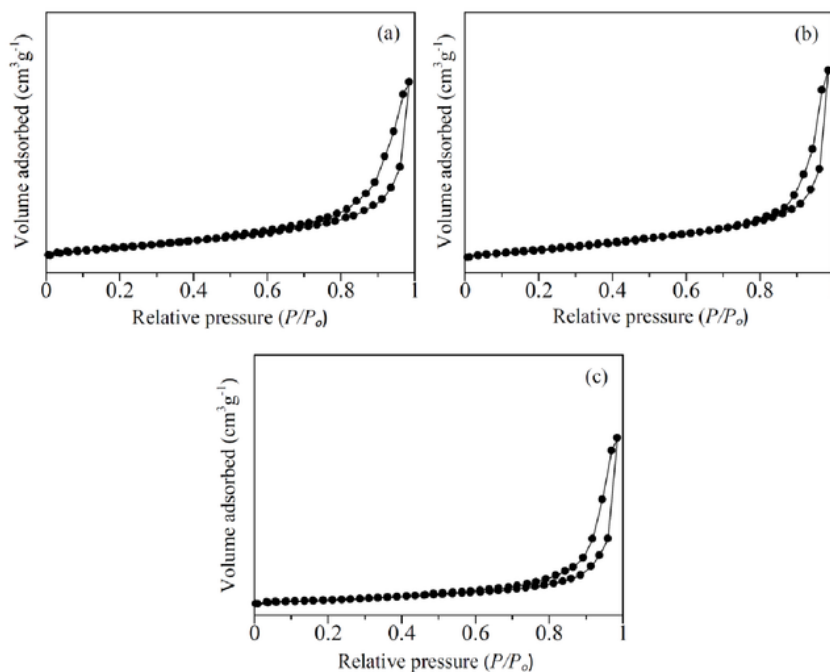 (a)
Volume adsorbed (cm³g⁻¹)
0 0.2 0.4 0.6 0.8 1
Relative pressure (P/Pₒ)
(b)
Volume adsorbed (cm³g⁻¹)
0 0.2 0.4 0.6 0.8
Relative pressure (P/Pₒ)
(c)
Volume adsorbed (cm³g⁻¹)
0 0.2 0.4 0.6 0.8 1
Relative pressure (P/Pₒ)